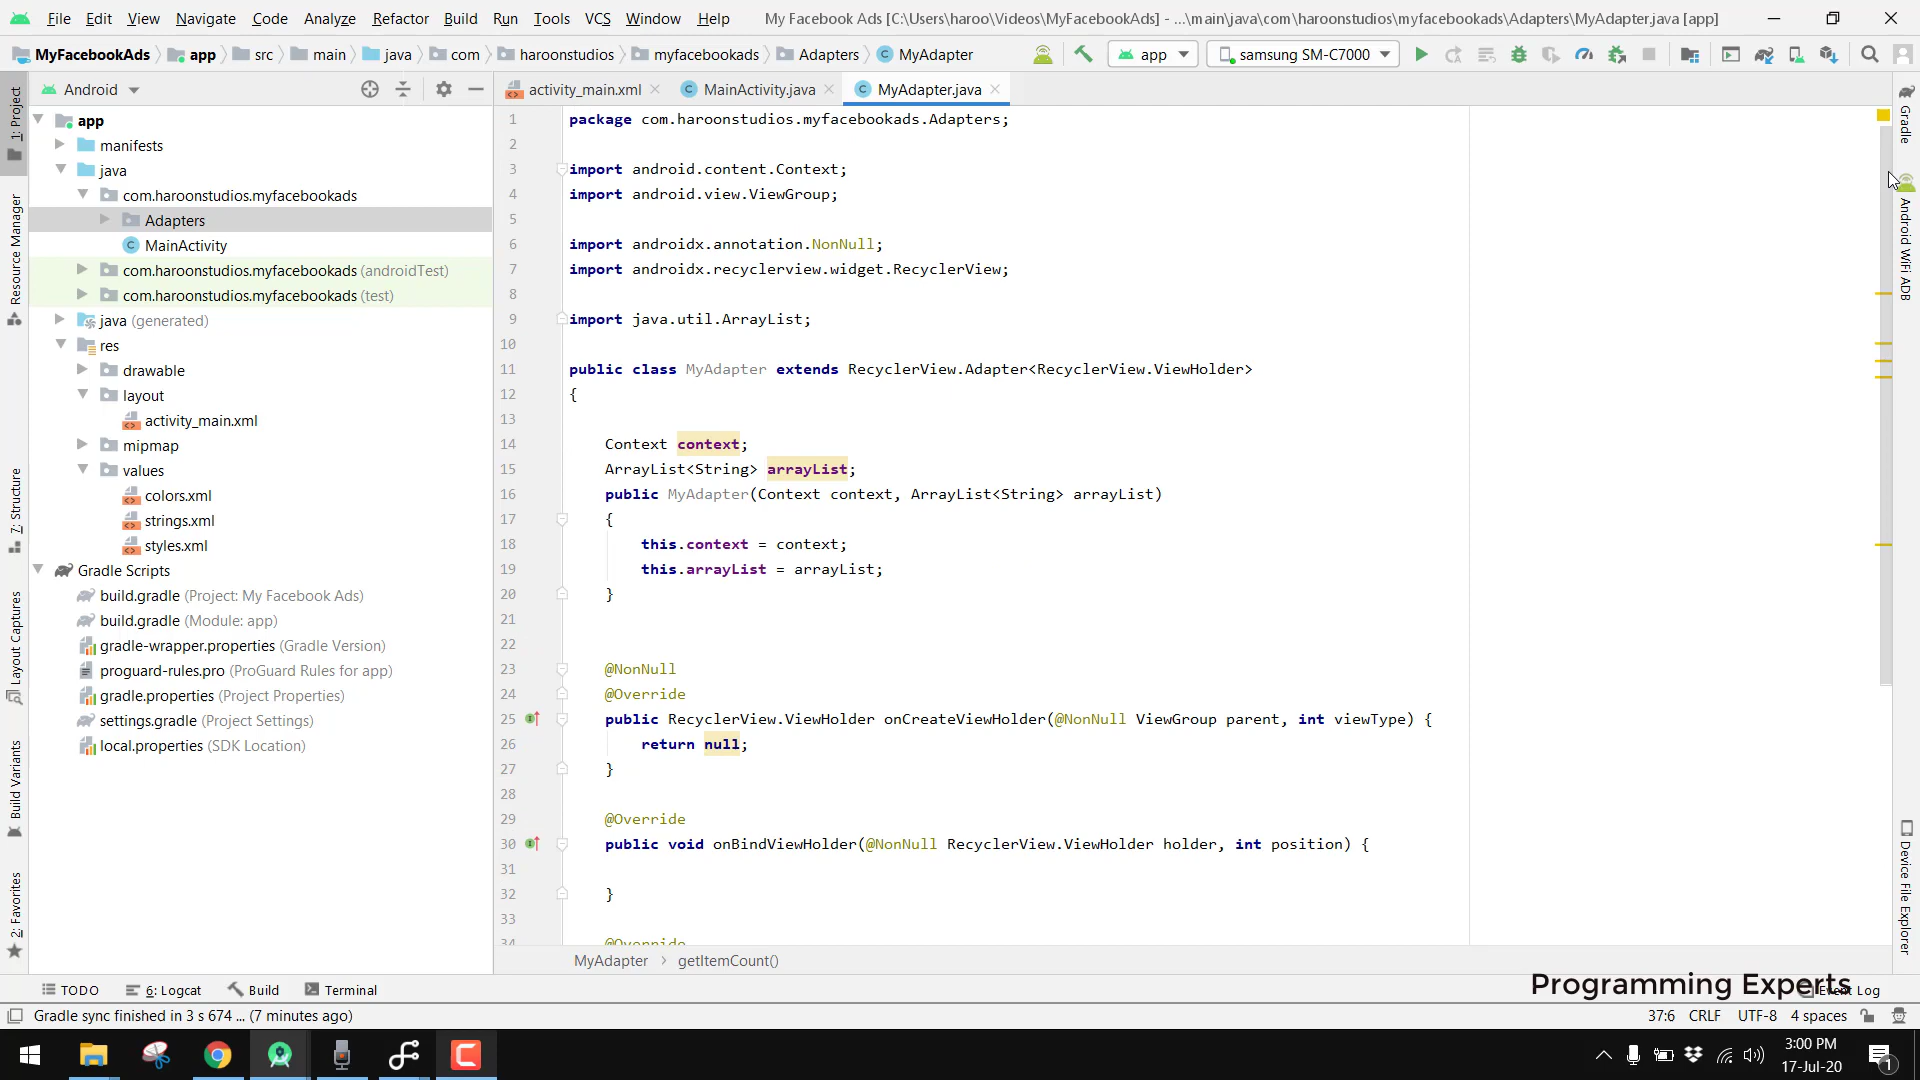 File Edit View Navigate Code Analyze Refactor Build Run Tools VCS Window Help My Facebook Ads [C:\Users\haroo\Videos\MyFacebookAds] - ...\main\java\com\haroonstudios\myfacebookads\Adapters\MyAdapter.java [app]
MyFacebookAds app src main java com haroonstudios myfacebookads Adapters MyAdapter app samsung SM-C7000
Android
activity_main.xml MainActivity.java MyAdapter.java
1: Project
Resource Manager
7: Structure
Layout Captures
Build Variants
2: Favorites
app
manifests
java
com.haroonstudios.myfacebookads
Adapters
MainActivity
com.haroonstudios.myfacebookads (androidTest)
com.haroonstudios.myfacebookads (test)
java (generated)
res
drawable
layout
activity_main.xml
mipmap
values
colors.xml
strings.xml
styles.xml
Gradle Scripts
build.gradle (Project: My Facebook Ads)
build.gradle (Module: app)
gradle-wrapper.properties (Gradle Version)
proguard-rules.pro (ProGuard Rules for app)
gradle.properties (Project Properties)
settings.gradle (Project Settings)
local.properties (SDK Location)
1 package com.haroonstudios.myfacebookads.Adapters;
2
3 import android.content.Context;
4 import android.view.ViewGroup;
5
6 import androidx.annotation.NonNull;
7 import androidx.recyclerview.widget.RecyclerView;
8
9 import java.util.ArrayList;
10
11 public class MyAdapter extends RecyclerView.Adapter<RecyclerView.ViewHolder>
12 {
13
14 Context context;
15 ArrayList<String> arrayList;
16 public MyAdapter(Context context, ArrayList<String> arrayList)
17 {
18 this.context = context;
19 this.arrayList = arrayList;
20 }
21
22
23 @NonNull
24 @Override
25 public RecyclerView.ViewHolder onCreateViewHolder(@NonNull ViewGroup parent, int viewType) {
26 return null;
27 }
28
29 @Override
30 public void onBindViewHolder(@NonNull RecyclerView.ViewHolder holder, int position) {
31
32 }
33
34 @Override
MyAdapter getItemCount()
Gradle
Android WiFi ADB
Device File Explorer
TODO 6: Logcat Build Terminal Event Log
Programming Experts
Gradle sync finished in 3 s 674 ... (7 minutes ago) 37:6 CRLF UTF-8 4 spaces
3:00 PM
17-Jul-20
1